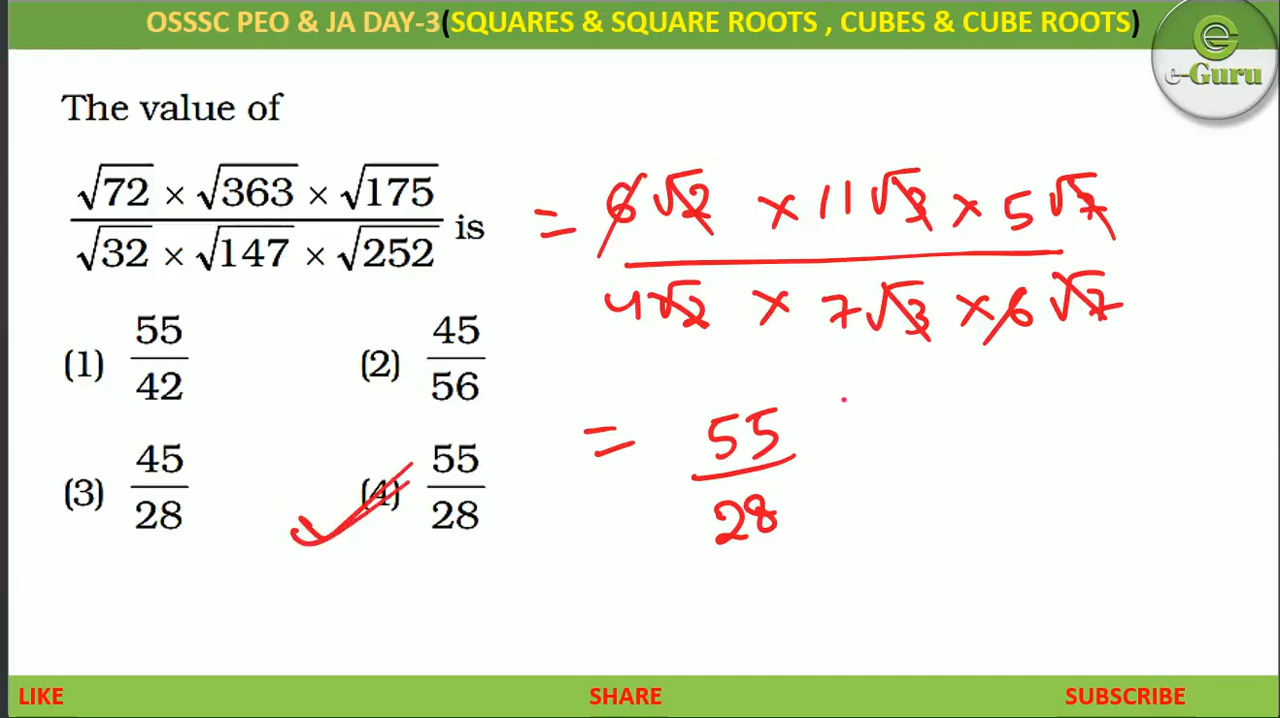 OSSSC PEO & JA DAY-3(SQUARES & SQUARE ROOTS , CUBES & CUBE ROOTS)
e
e-Guru
The value of
√72 × √363 × √175
√32 × √147 × √252
is
(1) 55/42
(2) 45/56
(3) 45/28
(4) 55/28
= 6√2 × 11√3 × 5√7
4√2 × 7√3 × 6√7
= 55
28
LIKE
SHARE
SUBSCRIBE